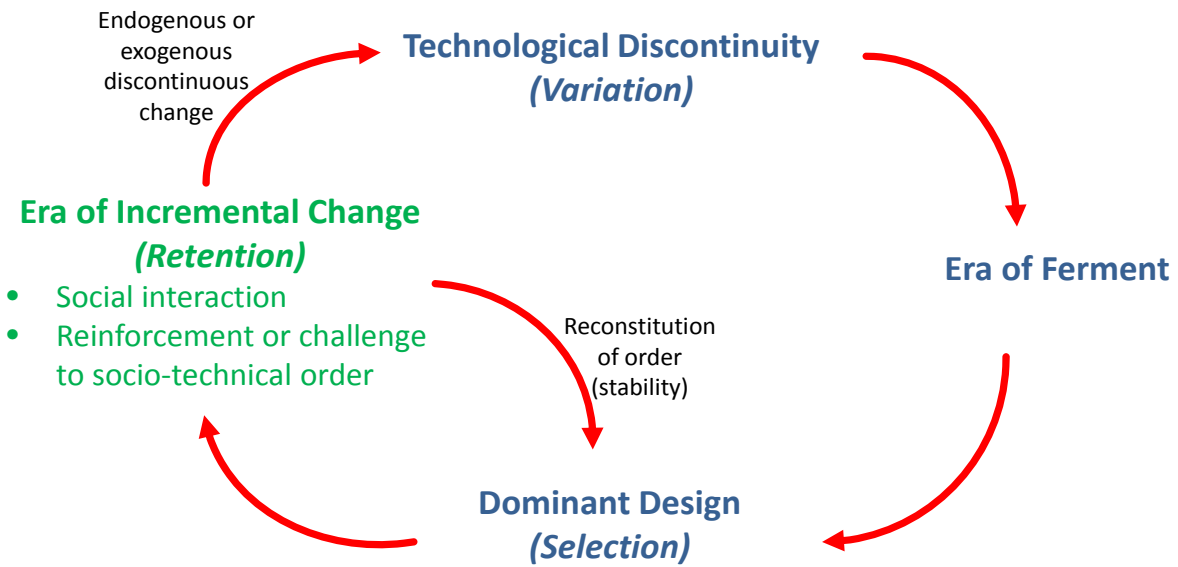 Endogenous or
exogenous
discontinuous
change
Technological Discontinuity
(Variation)
Era of Incremental Change
(Retention)
• Social interaction
• Reinforcement or challenge
to socio-technical order
Era of Ferment
Reconstitution
of order
(stability)
Dominant Design
(Selection)